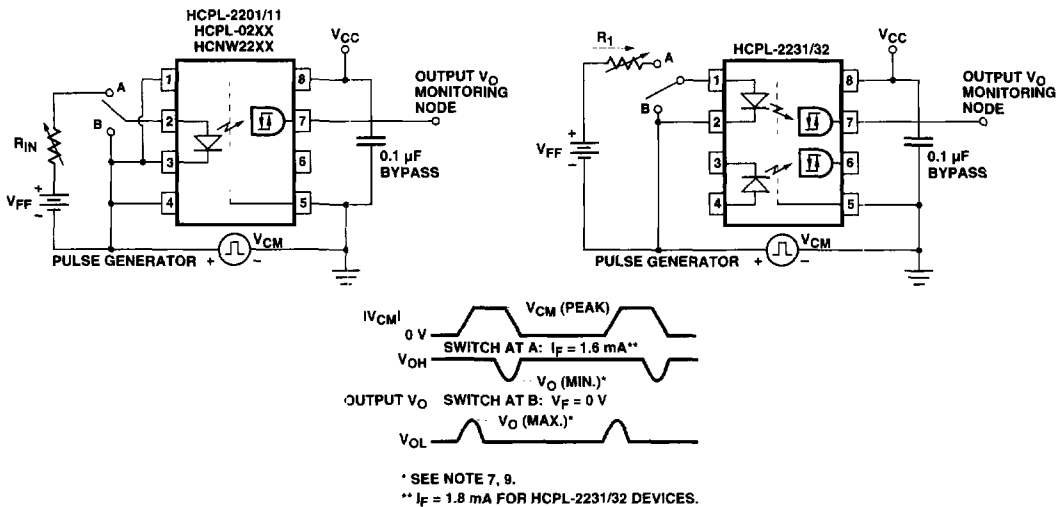 HCPL-2201/11
HCPL-02XX
HCNW22XX
VCC
1
2
3
4
8
7
6
5
A
B
RIN
VFF
+
-
OUTPUT VO
MONITORING
NODE
0.1 µF
BYPASS
PULSE GENERATOR
+
VCM
-
HCPL-2231/32
VCC
R1
A
B
1
2
3
4
8
7
6
5
VFF
+
-
OUTPUT VO
MONITORING
NODE
0.1 µF
BYPASS
PULSE GENERATOR
+
VCM
-
|VCM|
0 V
VCM (PEAK)
SWITCH AT A: IF = 1.6 mA**
VOH
VO (MIN.)*
OUTPUT VO SWITCH AT B: VF = 0 V
VO (MAX.)*
VOL
* SEE NOTE 7, 9.
** IF = 1.8 mA FOR HCPL-2231/32 DEVICES.